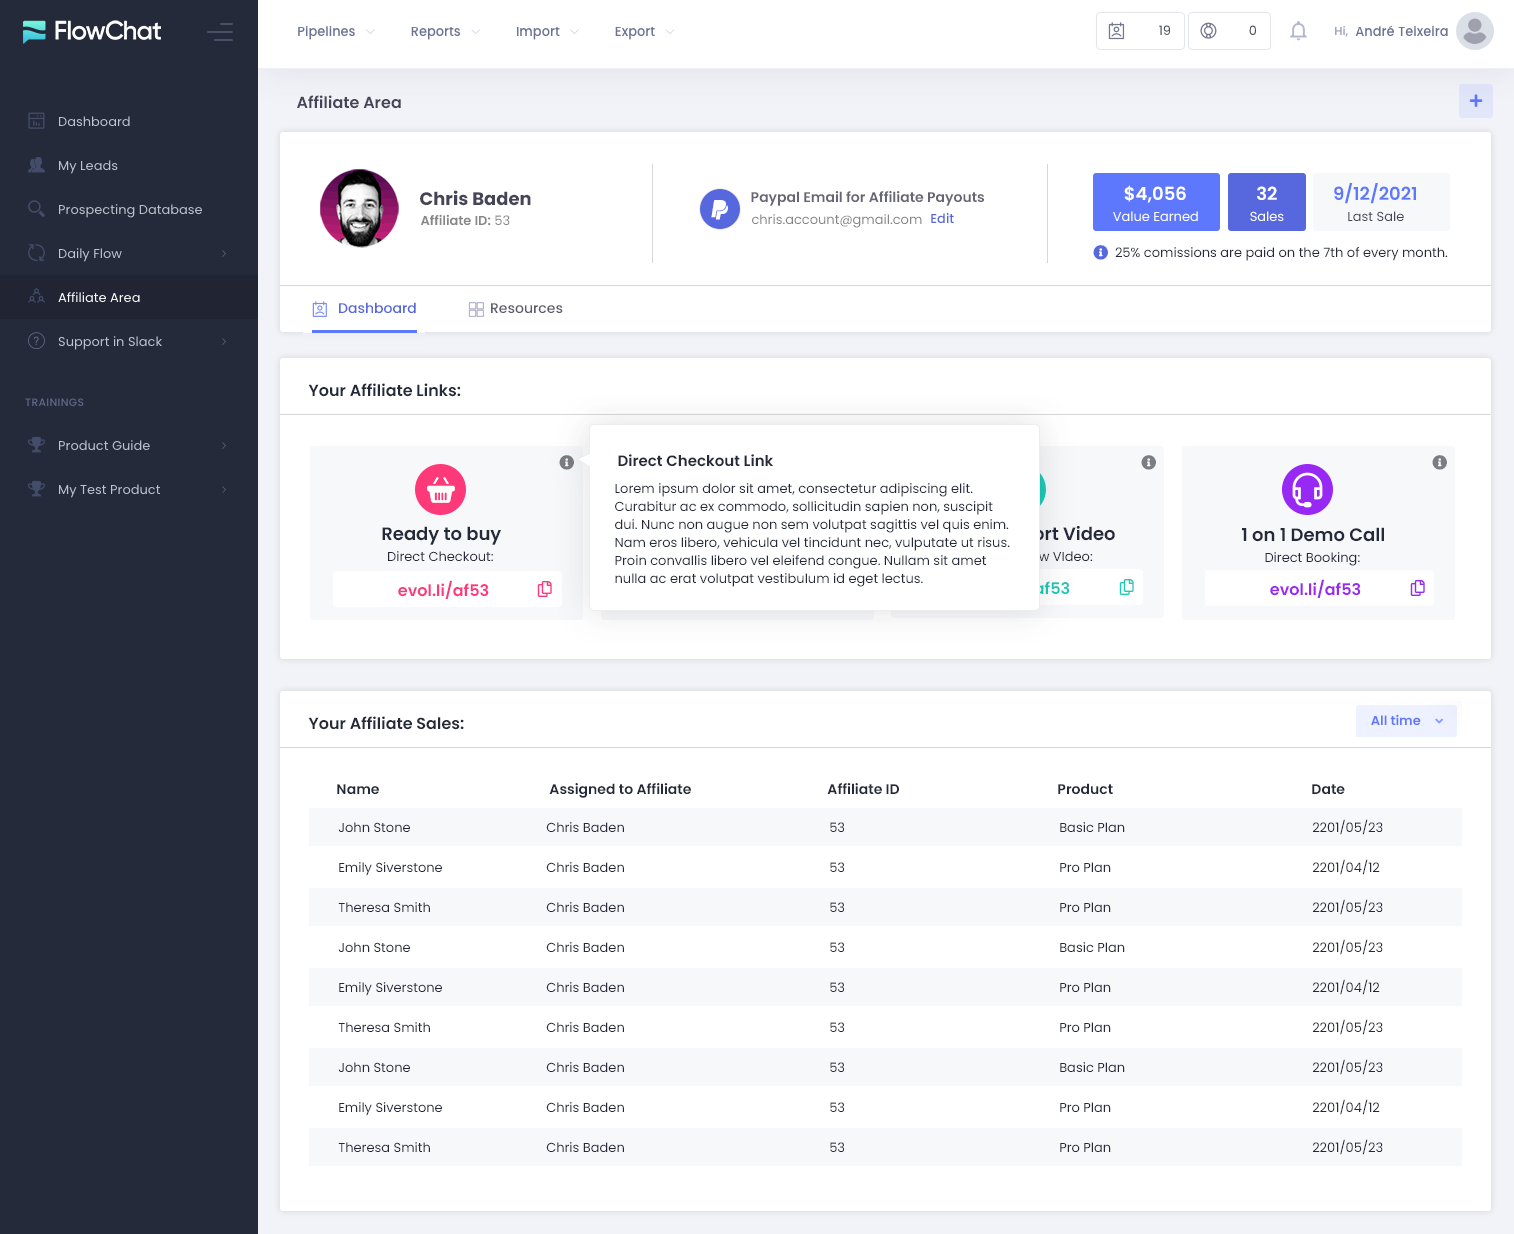 FlowChat
Pipelines
Reports
Import
Export
19
0
Hi, André Teixeira
Dashboard
My Leads
Prospecting Database
Daily Flow
Affiliate Area
Support in Slack
TRAININGS
Product Guide
My Test Product
Affiliate Area
Chris Baden
Affiliate ID: 53
Paypal Email for Affiliate Payouts
chris.account@gmail.com Edit
$4,056
Value Earned
32
Sales
9/12/2021
Last Sale
25% comissions are paid on the 7th of every month.
Dashboard
Resources
Your Affiliate Links:
Ready to buy
Direct Checkout:
evol.li/af53
Direct Checkout Link
Lorem ipsum dolor sit amet, consectetur adipiscing elit.
Curabitur ac ex commodo, sollicitudin sapien non, suscipit
dui. Nunc non augue non sem volutpat sagittis vel quis enim.
Nam eros libero, vehicula vel tincidunt nec, vulputate ut risus.
Proin convallis libero vel eleifend congue. Nullam sit amet
nulla ac erat volutpat vestibulum id eget lectus.
ort Video
w VIdeo:
af53
1 on 1 Demo Call
Direct Booking:
evol.li/af53
Your Affiliate Sales:
All time
Name Assigned to Affiliate Affiliate ID Product Date
John Stone Chris Baden 53 Basic Plan 2201/05/23
Emily Siverstone Chris Baden 53 Pro Plan 2201/04/12
Theresa Smith Chris Baden 53 Pro Plan 2201/05/23
John Stone Chris Baden 53 Basic Plan 2201/05/23
Emily Siverstone Chris Baden 53 Pro Plan 2201/04/12
Theresa Smith Chris Baden 53 Pro Plan 2201/05/23
John Stone Chris Baden 53 Basic Plan 2201/05/23
Emily Siverstone Chris Baden 53 Pro Plan 2201/04/12
Theresa Smith Chris Baden 53 Pro Plan 2201/05/23